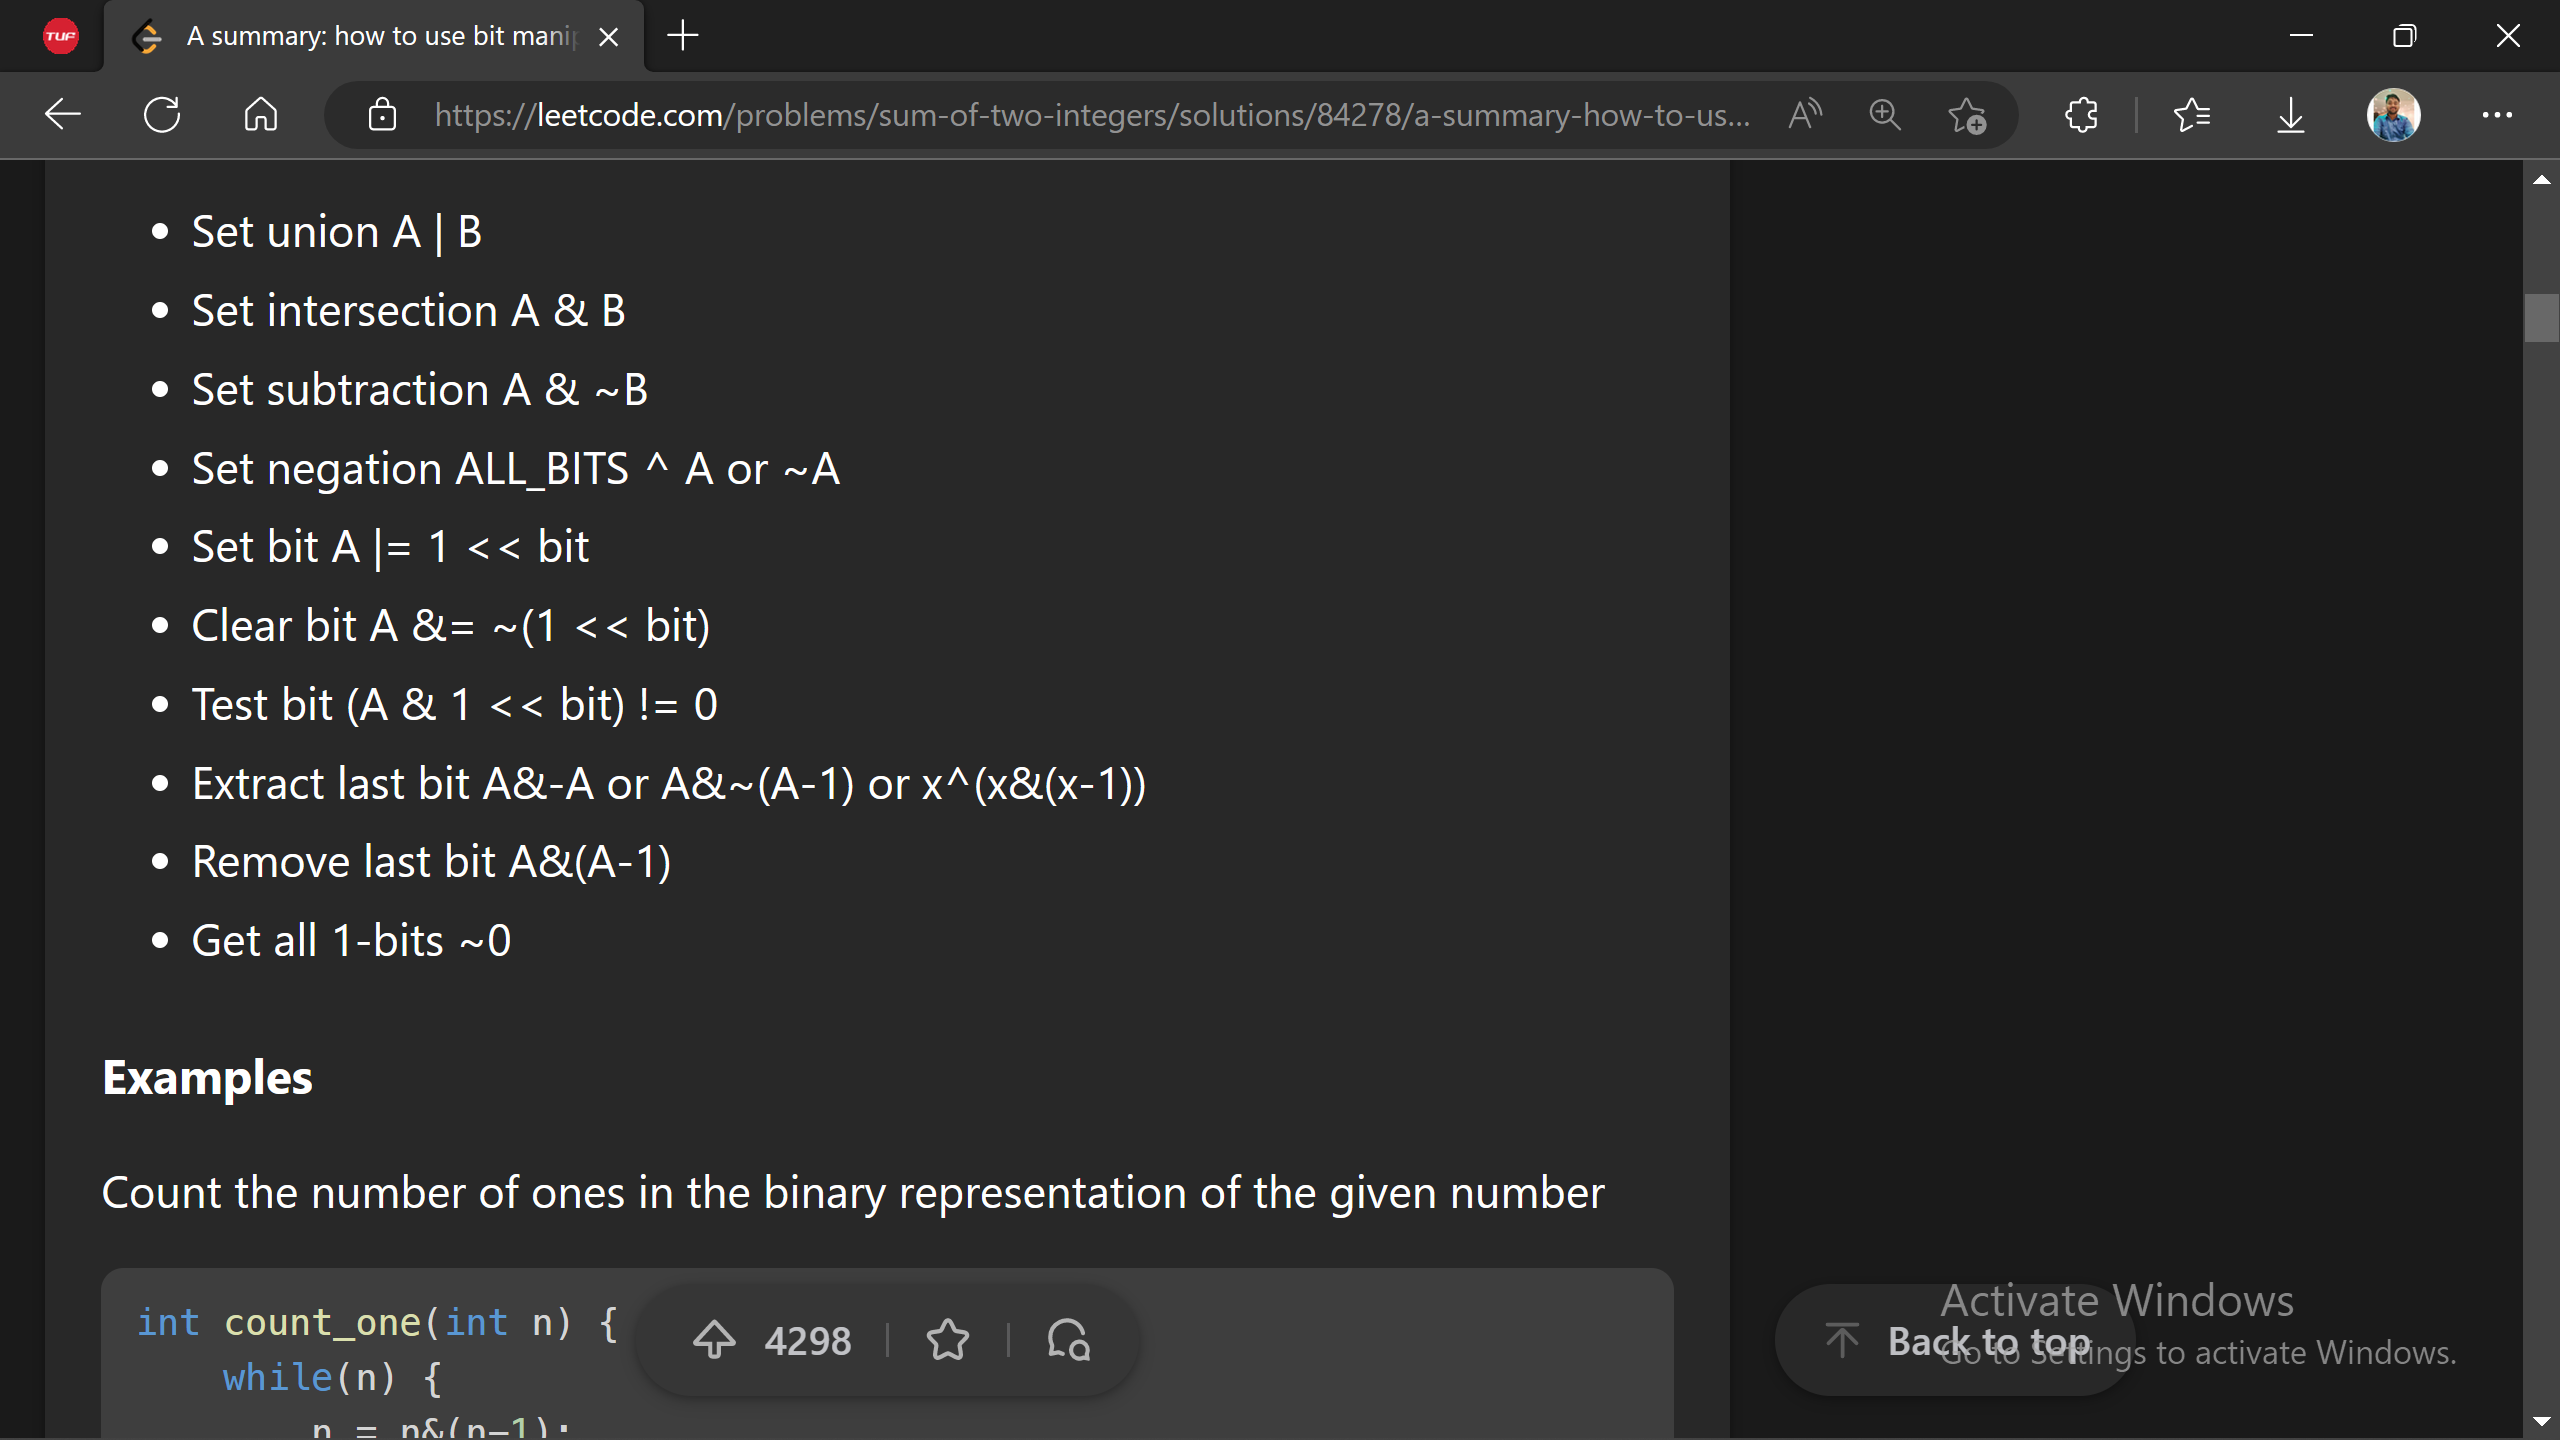 TUF
A summary: how to use bit manip
https://leetcode.com/problems/sum-of-two-integers/solutions/84278/a-summary-how-to-us...
• Set union A | B
• Set intersection A & B
• Set subtraction A & ~B
• Set negation ALL_BITS ^ A or ~A
• Set bit A |= 1 << bit
• Clear bit A &= ~(1 << bit)
• Test bit (A & 1 << bit) != 0
• Extract last bit A&-A or A&~(A-1) or x^(x&(x-1))
• Remove last bit A&(A-1)
• Get all 1-bits ~0
Examples
Count the number of ones in the binary representation of the given number
int count_one(int n) {
while(n) {
n = n&(n-1);
4298
Back to top
Activate Windows
Go to Settings to activate Windows.